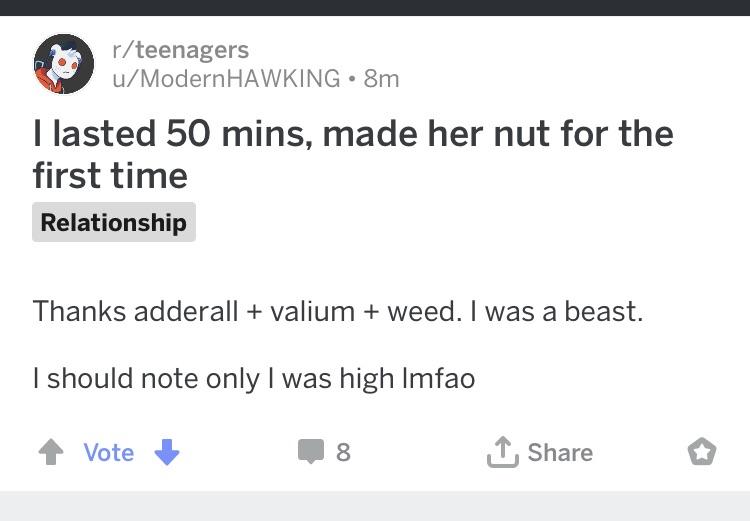 r/teenagers
u/ModernHAWKING • 8m
I lasted 50 mins, made her nut for the
first time
Relationship
Thanks adderall + valium + weed. I was a beast.
I should note only I was high lmfao
Vote 8 Share